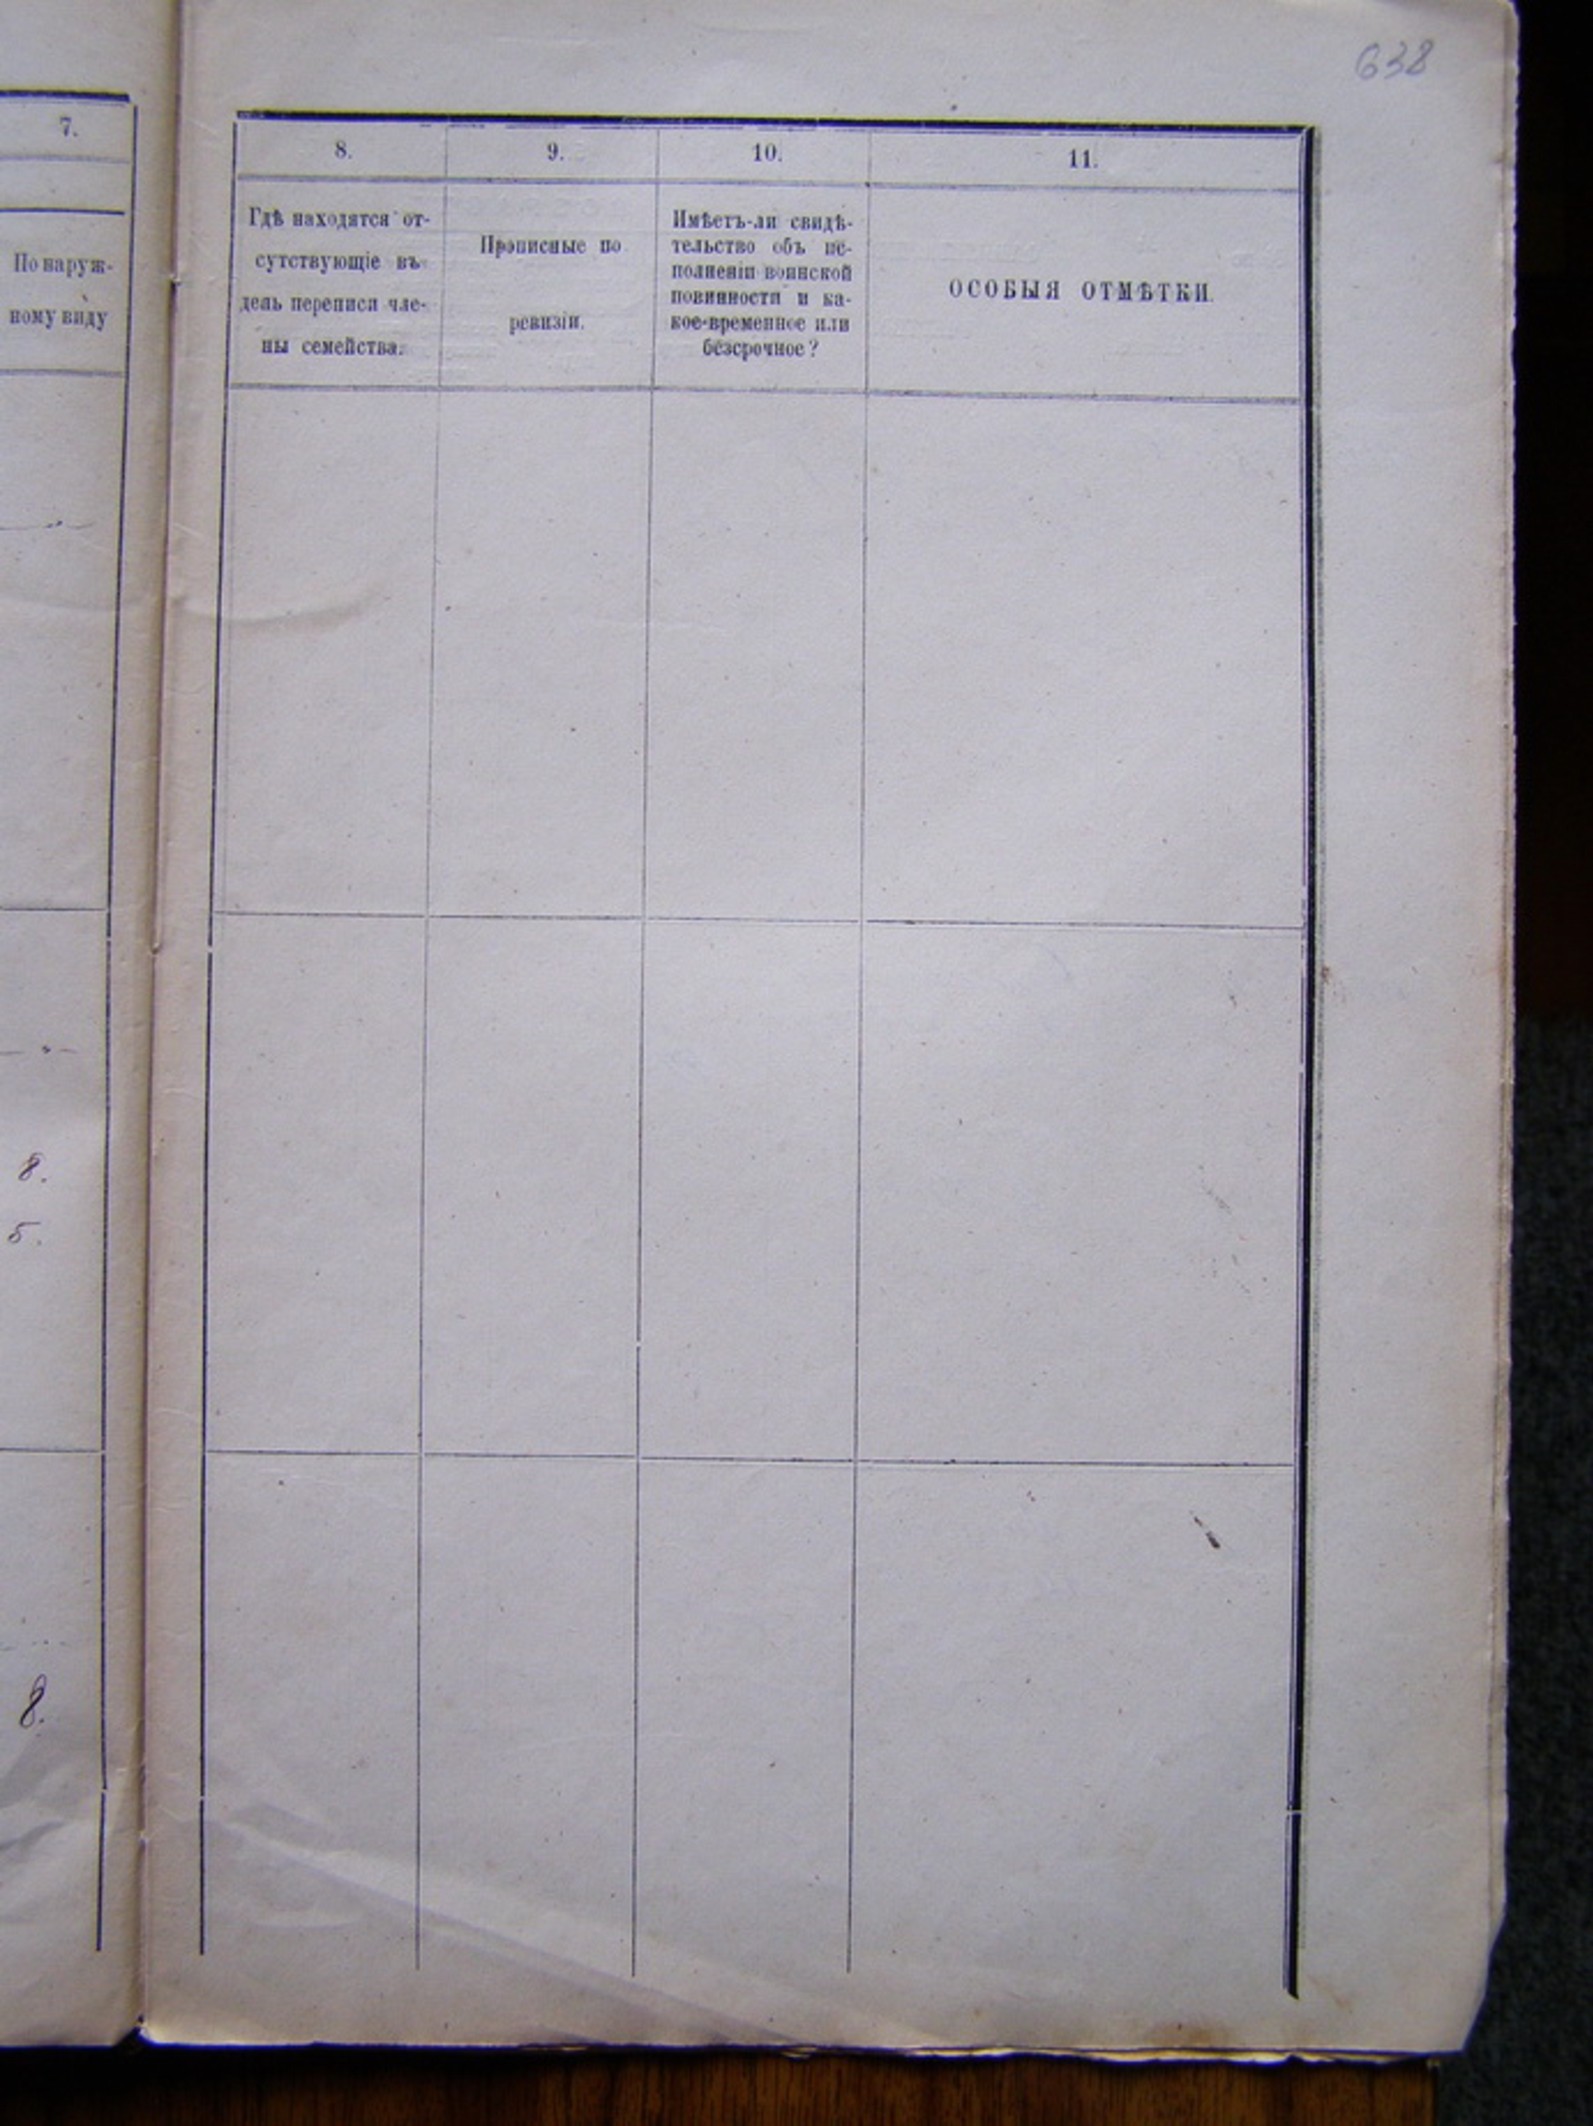 638
7.
По наруж-
ному виду
8.
5.
8.
8.
9.
10.
11.
Гдѣ находятся от-
сутствующіе въ
день переписи чле-
ны семейства.
Прописные по
ревизіи.
Имѣетъ-ли свидѣ-
тельство объ ис-
полненіи воинской
повинности и ка-
кое-временное или
безсрочное?
ОСОБЫЯ ОТМѢТКИ.